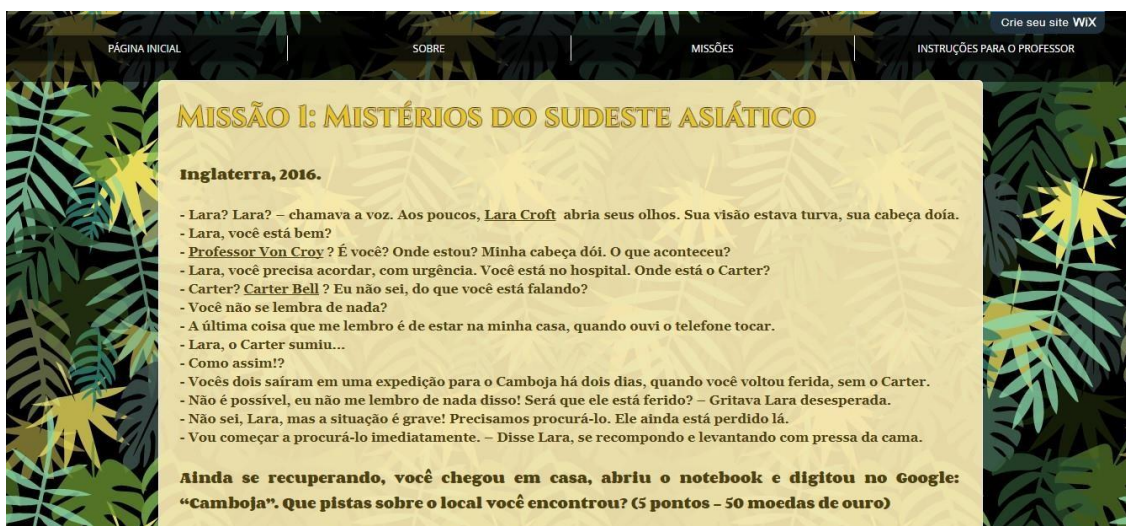 Crie seu site WiX
PÁGINA INICIAL
SOBRE
MISSÕES
INSTRUÇÕES PARA O PROFESSOR
MISSÃO 1: MISTÉRIOS DO SUDESTE ASIÁTICO
Inglaterra, 2016.
- Lara? Lara? – chamava a voz. Aos poucos, Lara Croft abria seus olhos. Sua visão estava turva, sua cabeça doía.
- Lara, você está bem?
- Professor Von Croy ? É você? Onde estou? Minha cabeça dói. O que aconteceu?
- Lara, você precisa acordar, com urgência. Você está no hospital. Onde está o Carter?
- Carter? Carter Bell ? Eu não sei, do que você está falando?
- Você não se lembra de nada?
- A última coisa que me lembro é de estar na minha casa, quando ouvi o telefone tocar.
- Lara, o Carter sumiu...
- Como assim!?
- Vocês dois saíram em uma expedição para o Camboja há dois dias, quando você voltou ferida, sem o Carter.
- Não é possível, eu não me lembro de nada disso! Será que ele está ferido? – Gritava Lara desesperada.
- Não sei, Lara, mas a situação é grave! Precisamos procurá-lo. Ele ainda está perdido lá.
- Vou começar a procurá-lo imediatamente. – Disse Lara, se recompondo e levantando com pressa da cama.
Ainda se recuperando, você chegou em casa, abriu o notebook e digitou no Google:
“Camboja”. Que pistas sobre o local você encontrou? (5 pontos – 50 moedas de ouro)